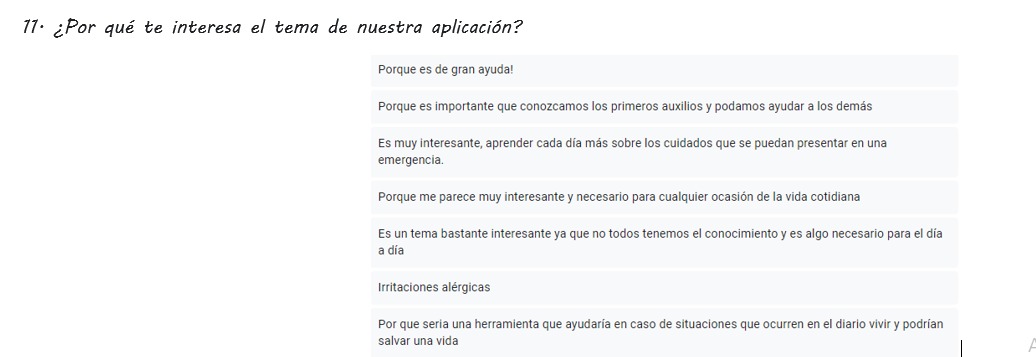 11. ¿Por qué te interesa el tema de nuestra aplicación?
Porque es de gran ayuda!
Porque es importante que conozcamos los primeros auxilios y podamos ayudar a los demás
Es muy interesante, aprender cada día más sobre los cuidados que se puedan presentar en una
emergencia.
Porque me parece muy interesante y necesario para cualquier ocasión de la vida cotidiana
Es un tema bastante interesante ya que no todos tenemos el conocimiento y es algo necesario para el día
a día
Irritaciones alérgicas
Por que seria una herramienta que ayudaría en caso de situaciones que ocurren en el diario vivir y podrían
salvar una vida